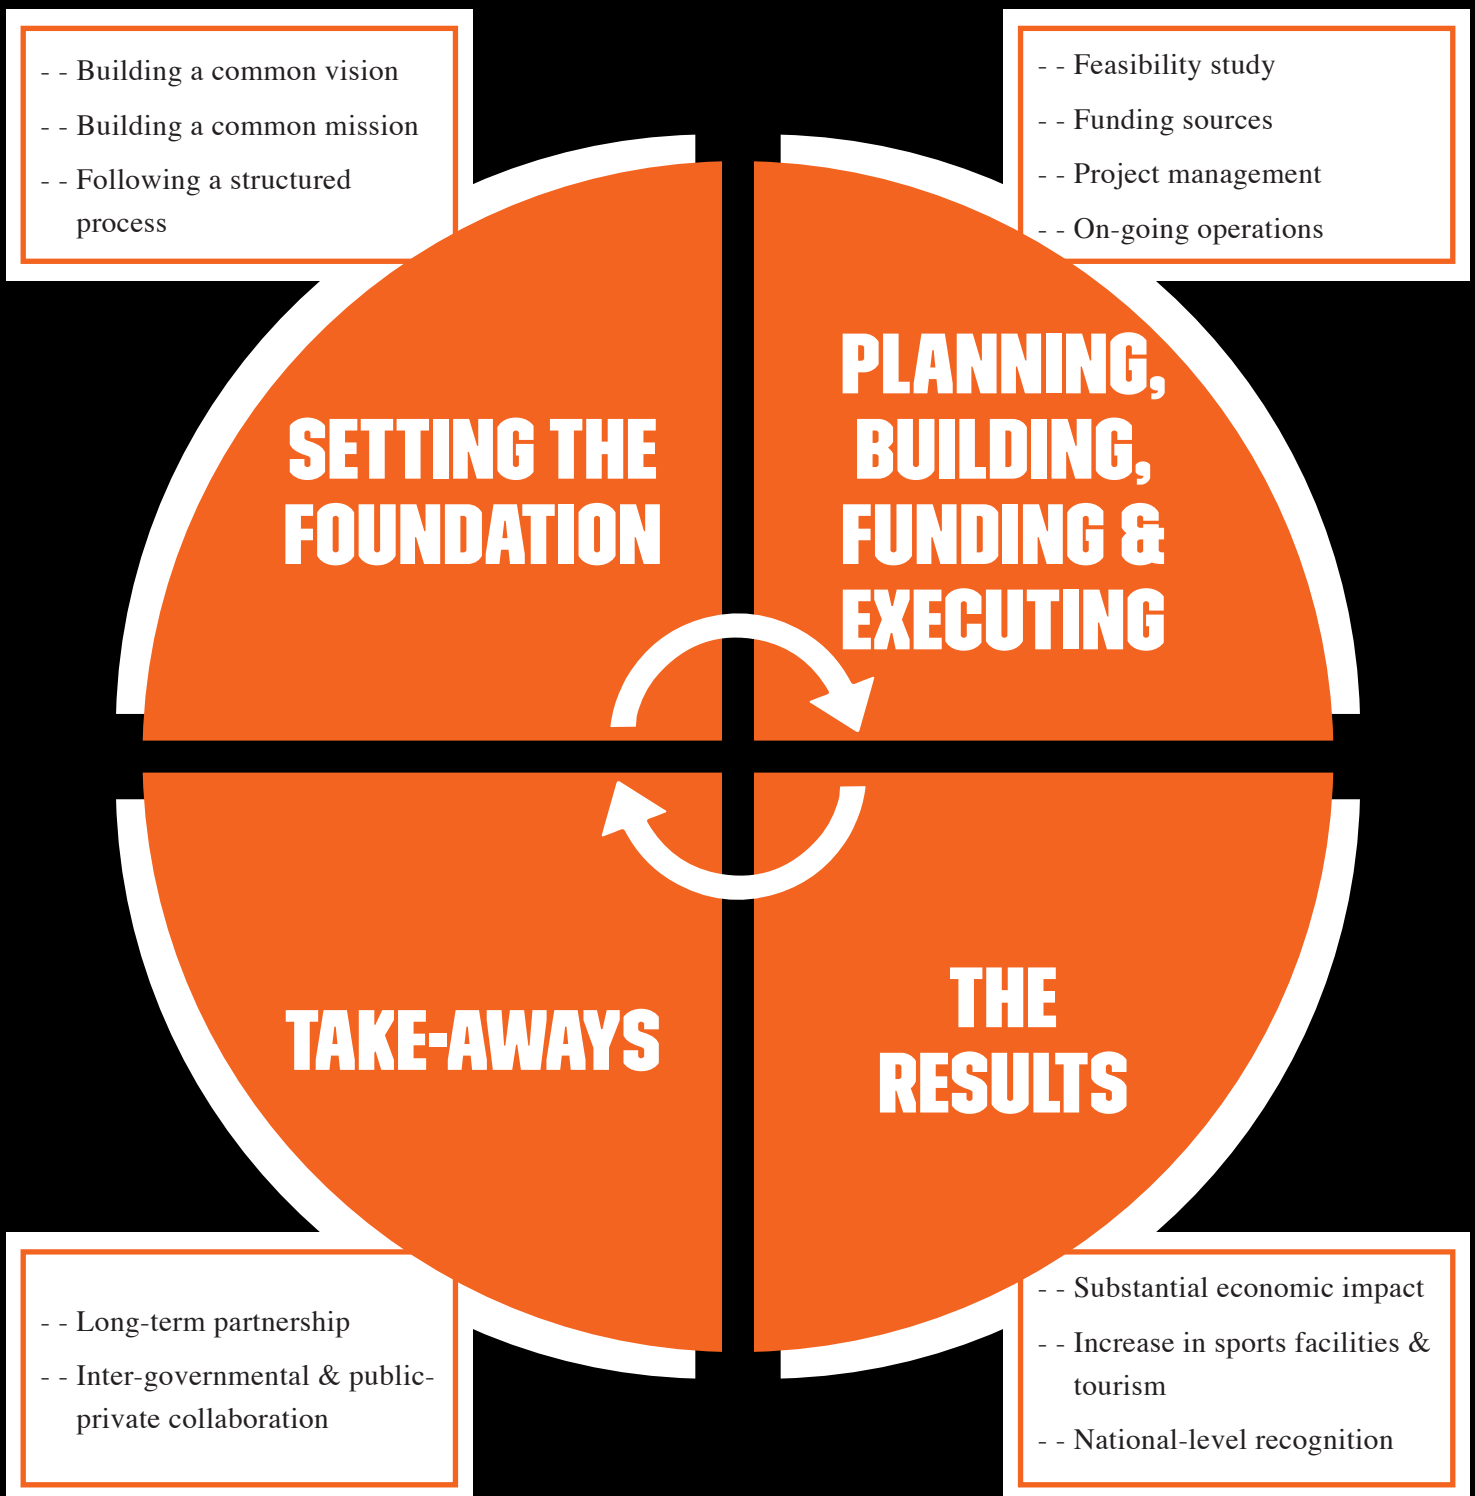 - - Building a common vision
- - Building a common mission
- - Following a structured
process
- - Feasibility study
- - Funding sources
- - Project management
- - On-going operations
SETTING THE
FOUNDATION
PLANNING,
BUILDING,
FUNDING &
EXECUTING
TAKE-AWAYS
THE
RESULTS
- - Long-term partnership
- - Inter-governmental & public-
private collaboration
- - Substantial economic impact
- - Increase in sports facilities &
tourism
- - National-level recognition